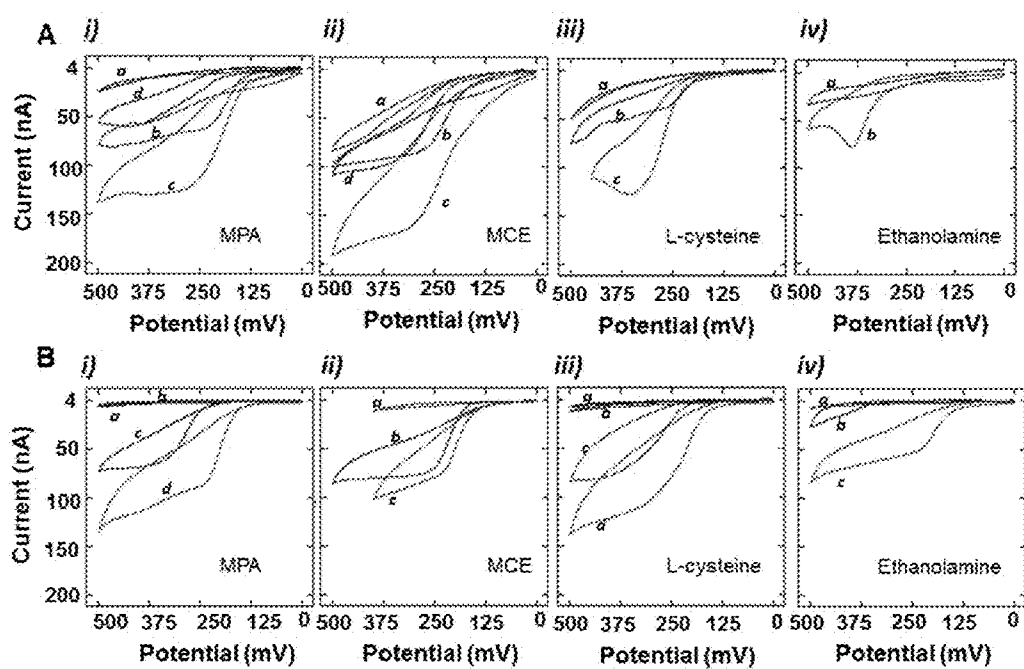 A
i)
ii)
iii)
iv)
4
50
100
150
200
Current (nA)
a
d
b
c
MPA
a
b
d
c
MCE
a
b
c
L-cysteine
a
b
Ethanolamine
500 375 250 125 0
500 375 250 125 0
500 375 250 125 0
500 375 250 125 0
Potential (mV)
Potential (mV)
Potential (mV)
Potential (mV)
B
i)
ii)
iii)
iv)
4
50
100
150
200
Current (nA)
b
a
c
d
MPA
a
b
c
MCE
a
c
d
L-cysteine
a
b
c
Ethanolamine
500 375 250 125 0
500 375 250 125 0
500 375 250 125 0
500 375 250 125 0
Potential (mV)
Potential (mV)
Potential (mV)
Potential (mV)